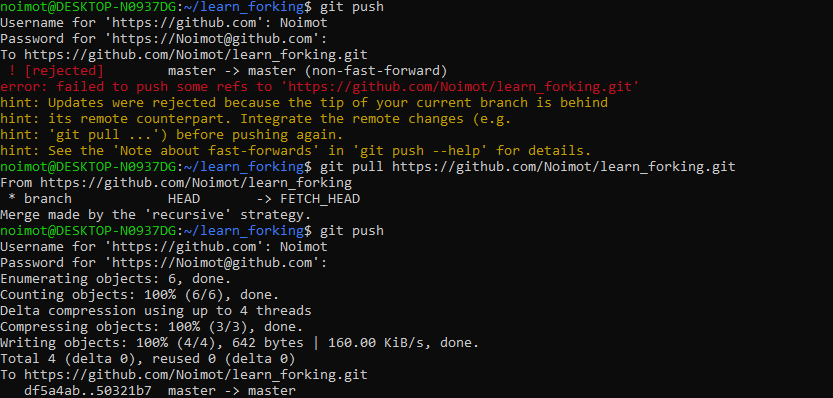 noimot@DESKTOP-N0937DG:~/learn_forking$ git push
Username for 'https://github.com': Noimot
Password for 'https://Noimot@github.com':
To https://github.com/Noimot/learn_forking.git
 ! [rejected]        master -> master (non-fast-forward)
error: failed to push some refs to 'https://github.com/Noimot/learn_forking.git'
hint: Updates were rejected because the tip of your current branch is behind
hint: its remote counterpart. Integrate the remote changes (e.g.
hint: 'git pull ...') before pushing again.
hint: See the 'Note about fast-forwards' in 'git push --help' for details.
noimot@DESKTOP-N0937DG:~/learn_forking$ git pull https://github.com/Noimot/learn_forking.git
From https://github.com/Noimot/learn_forking
 * branch            HEAD       -> FETCH_HEAD
Merge made by the 'recursive' strategy.
noimot@DESKTOP-N0937DG:~/learn_forking$ git push
Username for 'https://github.com': Noimot
Password for 'https://Noimot@github.com':
Enumerating objects: 6, done.
Counting objects: 100% (6/6), done.
Delta compression using up to 4 threads
Compressing objects: 100% (3/3), done.
Writing objects: 100% (4/4), 642 bytes | 160.00 KiB/s, done.
Total 4 (delta 0), reused 0 (delta 0)
To https://github.com/Noimot/learn_forking.git
   df5a4ab..50321b7  master -> master